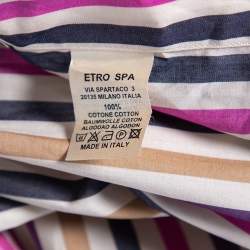 ETRO SPA
VIA SPARTACO 3
20135 MILANO ITALIA
100%
COTONE COTTON
BAUMWOLLE COTON
ALGODAO ALGODON
MADE IN ITALY